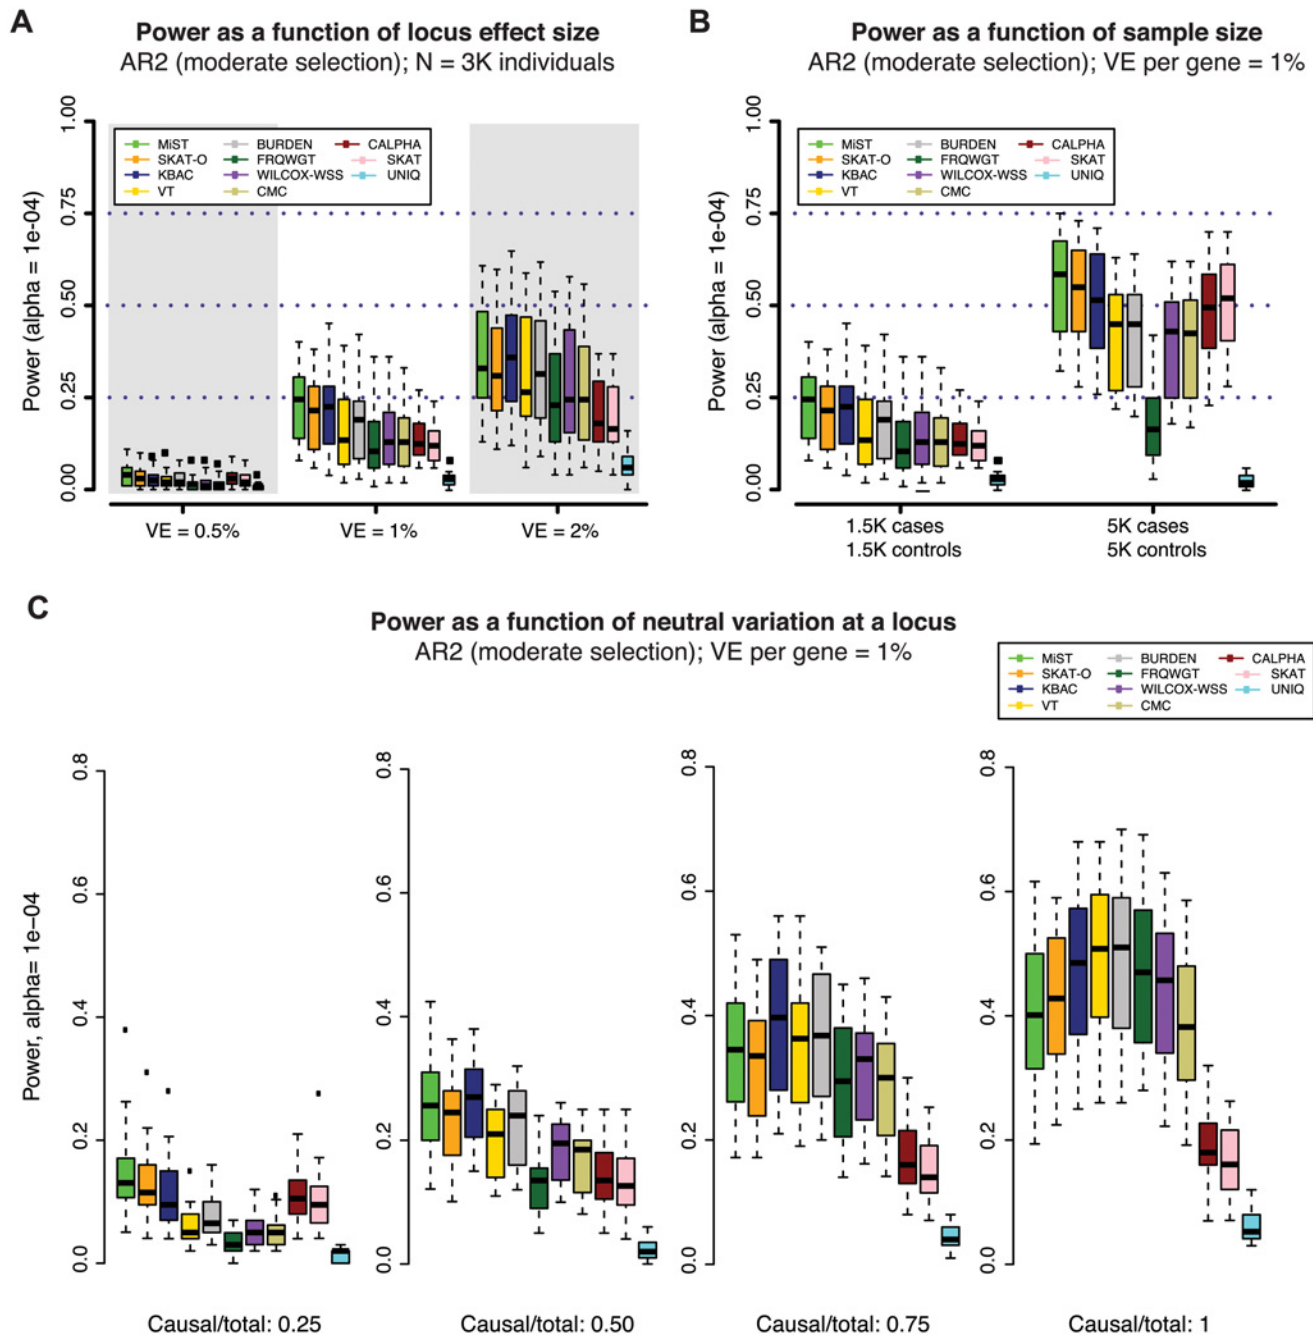 A
Power as a function of locus effect size
AR2 (moderate selection); N = 3K individuals
Power (alpha = 1e-04)
0.00
0.25
0.50
0.75
1.00
MiST
SKAT-O
KBAC
VT
BURDEN
FRQWGT
WILCOX-WSS
CMC
CALPHA
SKAT
UNIQ
VE = 0.5%
VE = 1%
VE = 2%
B
Power as a function of sample size
AR2 (moderate selection); VE per gene = 1%
Power (alpha = 1e-04)
0.00
0.25
0.50
0.75
1.00
MiST
SKAT-O
KBAC
VT
BURDEN
FRQWGT
WILCOX-WSS
CMC
CALPHA
SKAT
UNIQ
1.5K cases
1.5K controls
5K cases
5K controls
C
Power as a function of neutral variation at a locus
AR2 (moderate selection); VE per gene = 1%
MiST
SKAT-O
KBAC
VT
BURDEN
FRQWGT
WILCOX-WSS
CMC
CALPHA
SKAT
UNIQ
Power, alpha= 1e-04
0.0
0.2
0.4
0.6
0.8
Causal/total: 0.25
0.0
0.2
0.4
0.6
0.8
Causal/total: 0.50
0.0
0.2
0.4
0.6
0.8
Causal/total: 0.75
0.0
0.2
0.4
0.6
0.8
Causal/total: 1